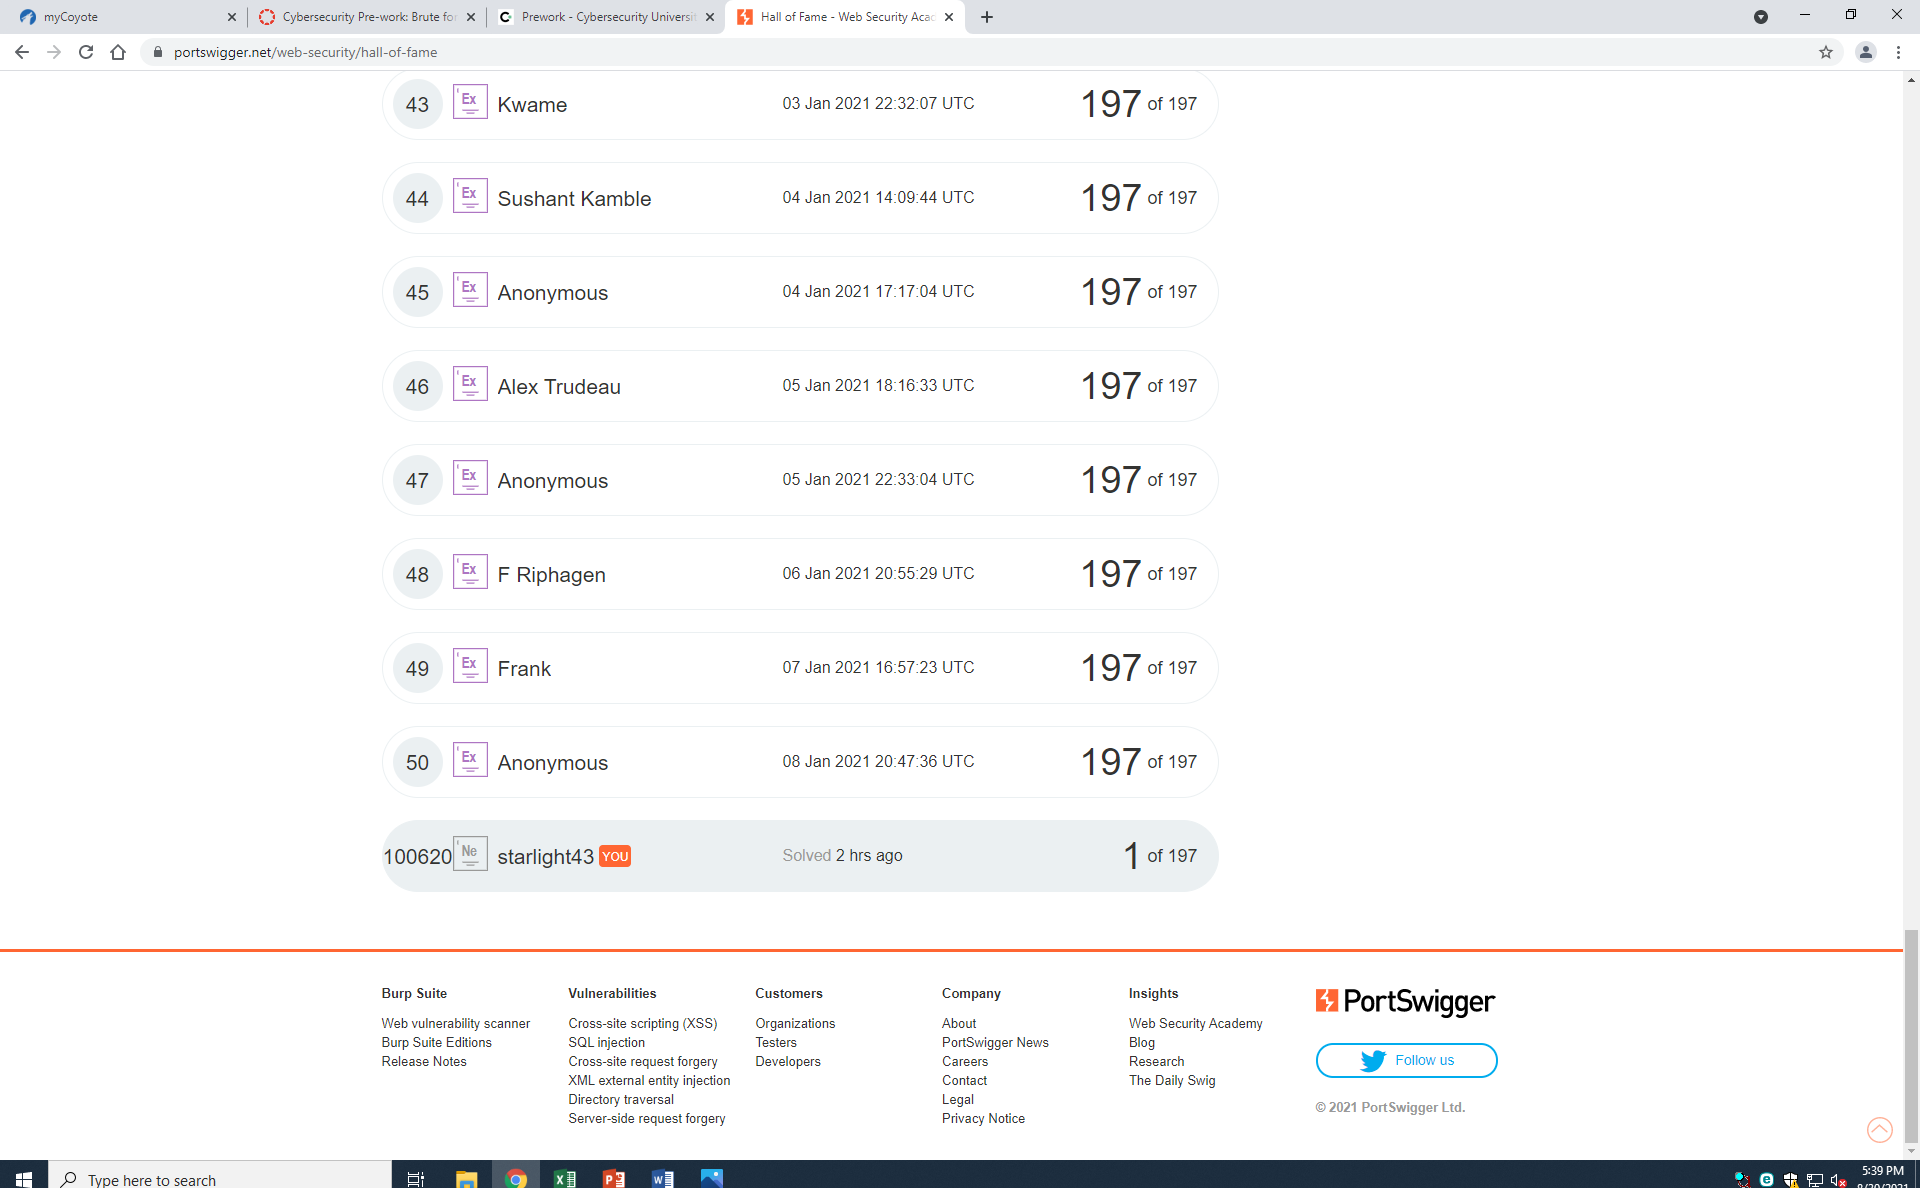 myCoyote
Cybersecurity Pre-work: Brute for
Prework - Cybersecurity Universit
Hall of Fame - Web Security Acad
portswigger.net/web-security/hall-of-fame
43 Ex Kwame 03 Jan 2021 22:32:07 UTC 197 of 197
44 Ex Sushant Kamble 04 Jan 2021 14:09:44 UTC 197 of 197
45 Ex Anonymous 04 Jan 2021 17:17:04 UTC 197 of 197
46 Ex Alex Trudeau 05 Jan 2021 18:16:33 UTC 197 of 197
47 Ex Anonymous 05 Jan 2021 22:33:04 UTC 197 of 197
48 Ex F Riphagen 06 Jan 2021 20:55:29 UTC 197 of 197
49 Ex Frank 07 Jan 2021 16:57:23 UTC 197 of 197
50 Ex Anonymous 08 Jan 2021 20:47:36 UTC 197 of 197
100620 Ne starlight43 YOU Solved 2 hrs ago 1 of 197
Burp Suite
Web vulnerability scanner
Burp Suite Editions
Release Notes
Vulnerabilities
Cross-site scripting (XSS)
SQL injection
Cross-site request forgery
XML external entity injection
Directory traversal
Server-side request forgery
Customers
Organizations
Testers
Developers
Company
About
PortSwigger News
Careers
Contact
Legal
Privacy Notice
Insights
Web Security Academy
Blog
Research
The Daily Swig
PortSwigger
Follow us
© 2021 PortSwigger Ltd.
Type here to search
5:39 PM